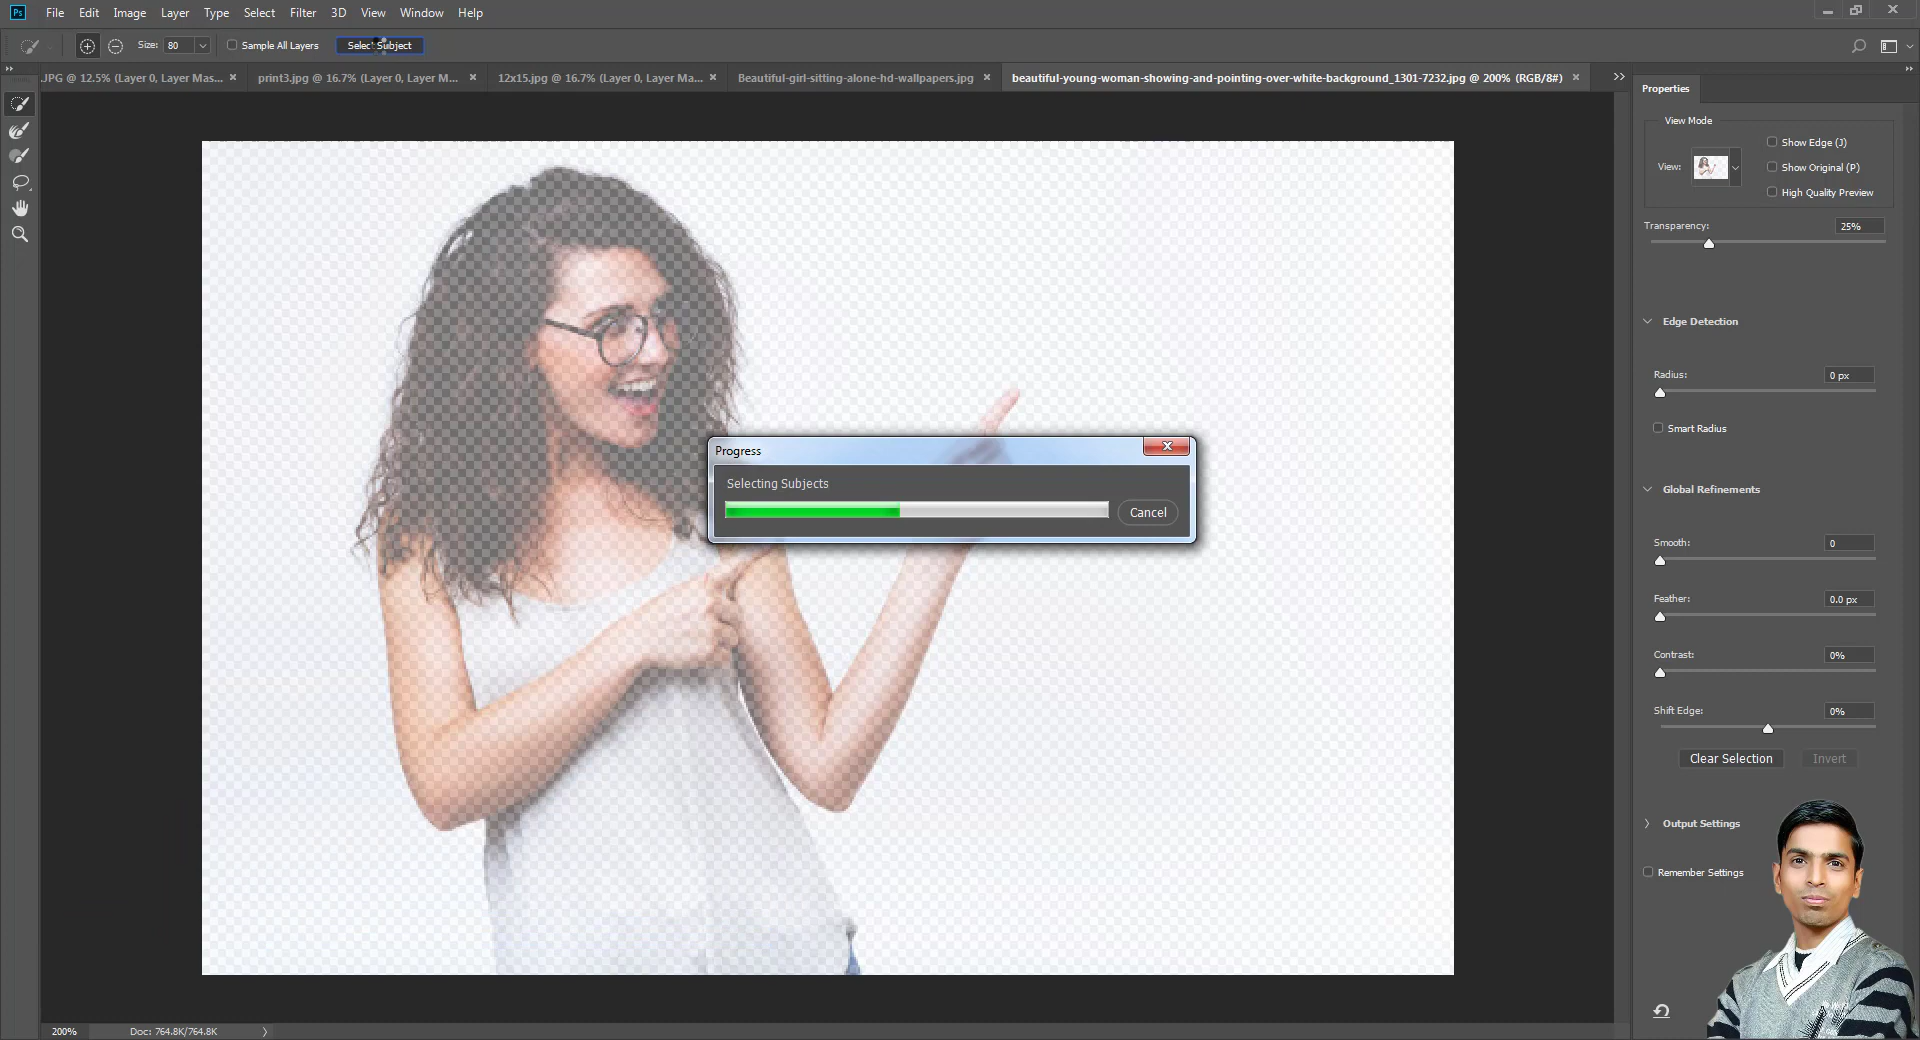 Ps File Edit Image Layer Type Select Filter 3D View Window Help
Size: 80 Sample All Layers Select Subject
.JPG @ 12.5% (Layer 0, Layer Mas... × print3.jpg @ 16.7% (Layer 0, Layer M... × 12x15.jpg @ 16.7% (Layer 0, Layer Ma... × Beautiful-girl-sitting-alone-hd-wallpapers.jpg × beautiful-young-woman-showing-and-pointing-over-white-background_1301-7232.jpg @ 200% (RGB/8#) ×
Properties
View Mode
Show Edge (J)
View:
Show Original (P)
High Quality Preview
Transparency: 25%
Edge Detection
Radius: 0 px
Smart Radius
Progress
Selecting Subjects
Cancel
Global Refinements
Smooth: 0
Feather: 0.0 px
Contrast: 0%
Shift Edge: 0%
Clear Selection Invert
Output Settings
Remember Settings
200% Doc: 764.8K/764.8K